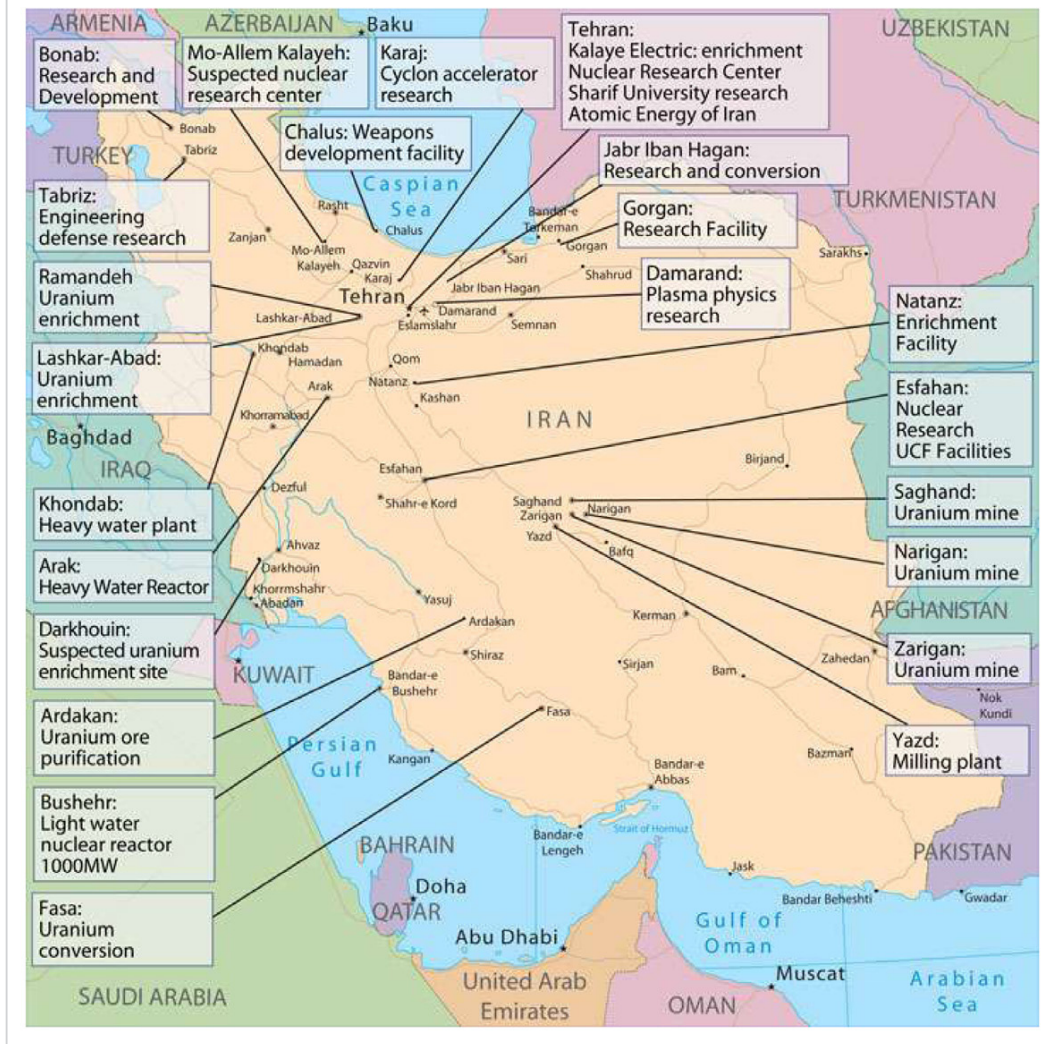 ARMENIA
AZERBAIJAN
Baku
UZBEKISTAN
Bonab:
Research and
Development
Mo-Allem Kalayeh:
Suspected nuclear
research center
Karaj:
Cyclon accelerator
research
Tehran:
Kalaye Electric: enrichment
Nuclear Research Center
Sharif University research
Atomic Energy of Iran
Chalus: Weapons
development facility
Jabr Iban Hagan:
Research and conversion
Bonab
Tabriz
TURKEY
Caspian
Sea
TURKMENISTAN
Tabriz:
Engineering
defense research
Gorgan:
Research Facility
Rasht
Chalus
Zanjan
Bandar-e
Torkeman
Gorgan
Sari
Sarakhs
Mo-Allem
Kalayeh
Qazvin
Karaj
Shahrud
Ramandeh
Uranium
enrichment
Damarand:
Plasma physics
research
Tehran
Jabr Iban Hagan
Damarand
Lashkar-Abad
Eslamslahr
Semnan
Natanz:
Enrichment
Facility
Lashkar-Abad:
Uranium
enrichment
Khondab
Hamadan
Qom
Natanz
Kashan
Arak
Khorramabad
IRAN
Esfahan:
Nuclear
Research
UCF Facilities
Baghdad
IRAQ
Birjand
Esfahan
Dezful
Shahr-e Kord
Saghand
Zarigan
Narigan
Yazd
Bafq
Saghand:
Uranium mine
Khondab:
Heavy water plant
Narigan:
Uranium mine
Arak:
Heavy Water Reactor
Ahvaz
Darkhouin
Khorrmshahr
Abadan
Yasuj
Ardakan
Kerman
AFGHANISTAN
Darkhouin:
Suspected uranium
enrichment site
Zarigan:
Uranium mine
KUWAIT
Shiraz
Sirjan
Bam
Zahedan
Bandar-e
Bushehr
Nok
Kundi
Ardakan:
Uranium ore
purification
Fasa
Persian
Gulf
Kangan
Bazman
Yazd:
Milling plant
Bandar-e
Abbas
Bushehr:
Light water
nuclear reactor
1000MW
Bandar-e
Lengeh
Strait of Hormuz
BAHRAIN
PAKISTAN
Jask
Doha
QATAR
Bandar Beheshti
Gwadar
Fasa:
Uranium
conversion
Abu Dhabi
Gulf of
Oman
Muscat
Arabian
Sea
SAUDI ARABIA
United Arab
Emirates
OMAN